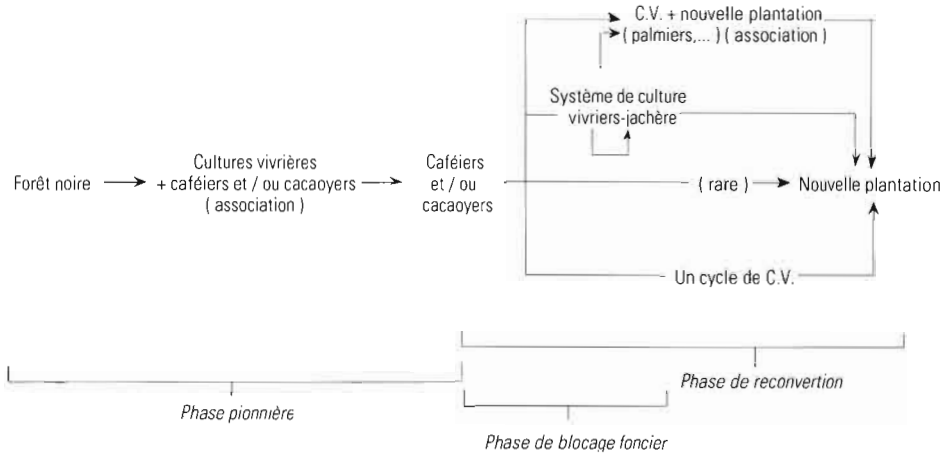 C.V. + nouvelle plantation
( palmiers,... ) ( association )
Système de culture
vivriers-jachère
Forêt noire
Cultures vivrières
+ caféiers et / ou cacaoyers
( association )
Caféiers
et / ou
cacaoyers
( rare )
Nouvelle plantation
Un cycle de C.V.
Phase de reconvertion
Phase pionnière
Phase de blocage foncier